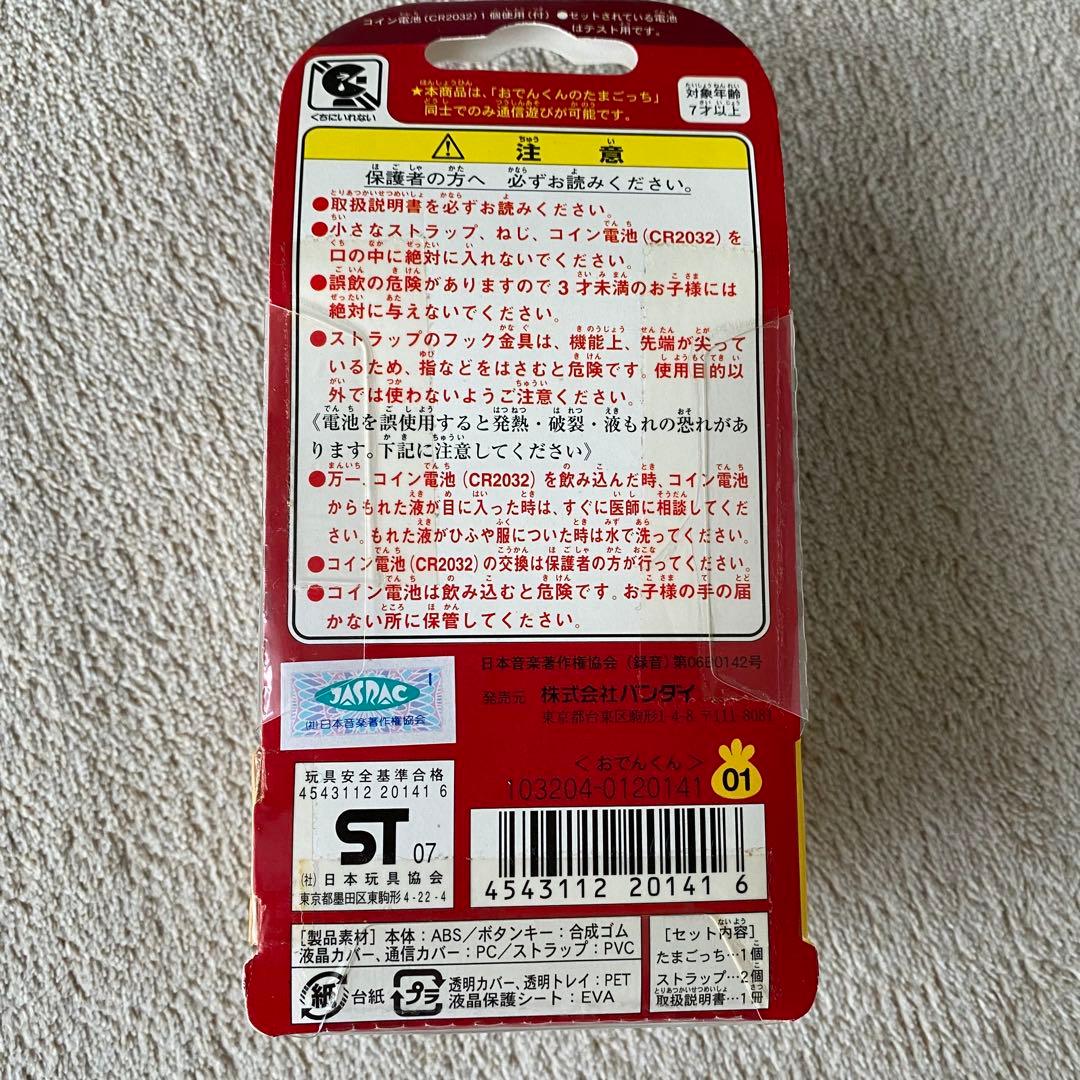 コイン電池(CR2032)1個使用(付) ●セットされている電池
はテスト用です。
くちにいれない
★本商品は、「おでんくんのたまごっち」
同士でのみ通信遊びが可能です。
対象年齢
7才以上
注意
保護者の方へ 必ずお読みください。
●取扱説明書を必ずお読みください。
●小さなストラップ、ねじ、コイン電池(CR2032)を
口の中に絶対に入れないでください。
●誤飲の危険がありますので3才未満のお子様には
絶対に与えないでください。
●ストラップのフック金具は、機能上、先端が尖って
いるため、指などをはさむと危険です。使用目的以
外では使わないようご注意ください。
《電池を誤使用すると発熱・破裂・液もれの恐れがあ
ります。下記に注意してください》
●万一、コイン電池(CR2032)を飲み込んだ時、コイン電池
からもれた液が目に入った時は、すぐに医師に相談してくだ
さい。もれた液がひふや服についた時は水で洗ってください。
●コイン電池(CR2032)の交換は保護者の方が行ってください。
●コイン電池は飲み込むと危険です。お子様の手の届
かない所に保管してください。
日本音楽著作権協会(録音)第06E0142号
JASRAC
I
(社)日本音楽著作権協会
発売元 株式会社バンダイ
東京都台東区駒形1-4-8 〒111-8081
<おでんくん>
103204-0120141
01
玩具安全基準合格
4543112 20141 6
ST 07
(社)日本玩具協会
東京都墨田区東駒形4-22-4
4543112 20141 6
[製品素材] 本体:ABS/ボタンキー:合成ゴム
液晶カバー、通信カバー:PC/ストラップ:PVC
紙 台紙
プラ 透明カバー、透明トレイ:PET
液晶保護シート:EVA
[セット内容]
たまごっち…1個
ストラップ…2個
取扱説明書…1冊